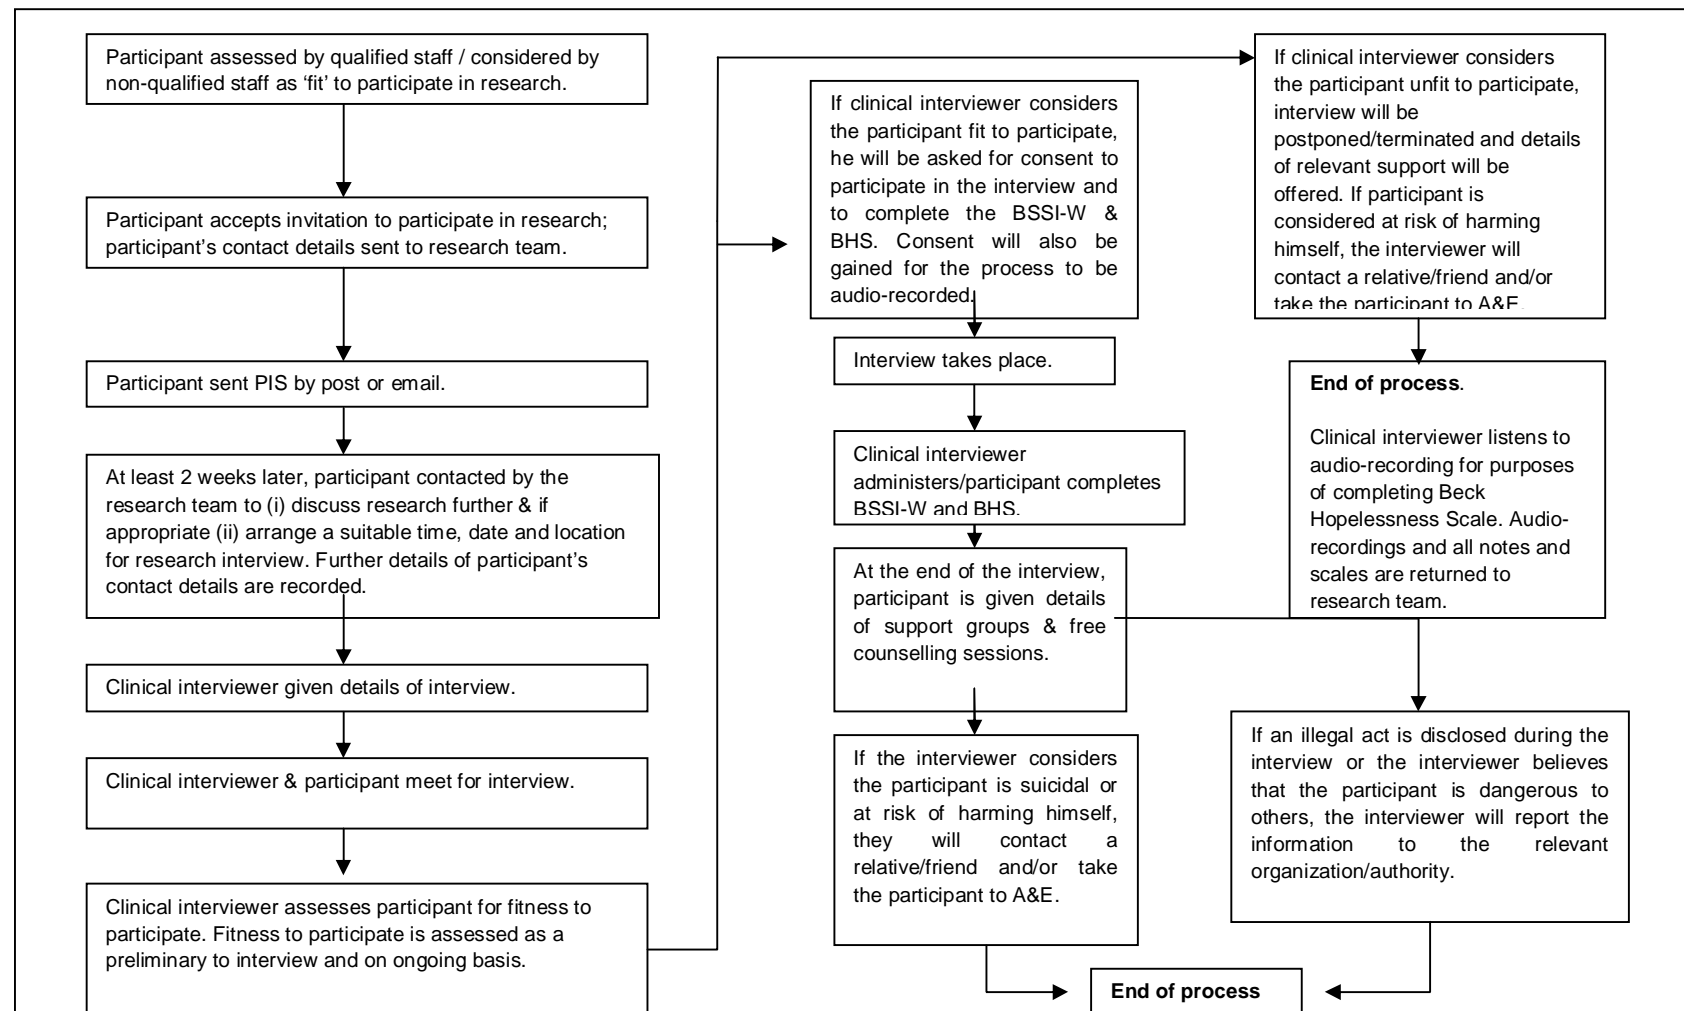 Participant assessed by qualified staff / considered by
non-qualified staff as ‘fit’ to participate in research.
Participant accepts invitation to participate in research;
participant’s contact details sent to research team.
Participant sent PIS by post or email.
At least 2 weeks later, participant contacted by the
research team to (i) discuss research further & if
appropriate (ii) arrange a suitable time, date and location
for research interview. Further details of participant’s
contact details are recorded.
Clinical interviewer given details of interview.
Clinical interviewer & participant meet for interview.
Clinical interviewer assesses participant for fitness to
participate. Fitness to participate is assessed as a
preliminary to interview and on ongoing basis.
If clinical interviewer considers
the participant fit to participate,
he will be asked for consent to
participate in the interview and
to complete the BSSI-W &
BHS. Consent will also be
gained for the process to be
audio-recorded.
Interview takes place.
Clinical interviewer
administers/participant completes
BSSI-W and BHS.
At the end of the interview,
participant is given details
of support groups & free
counselling sessions.
If the interviewer considers
the participant is suicidal or
at risk of harming himself,
they will contact a
relative/friend and/or take
the participant to A&E.
If clinical interviewer considers
the participant unfit to participate,
interview will be
postponed/terminated and details
of relevant support will be
offered. If participant is
considered at risk of harming
himself, the interviewer will
contact a relative/friend and/or
take the participant to A&E.
End of process.
Clinical interviewer listens to
audio-recording for purposes
of completing Beck
Hopelessness Scale. Audio-
recordings and all notes and
scales are returned to
research team.
If an illegal act is disclosed during the
interview or the interviewer believes
that the participant is dangerous to
others, the interviewer will report the
information to the relevant
organization/authority.
End of process